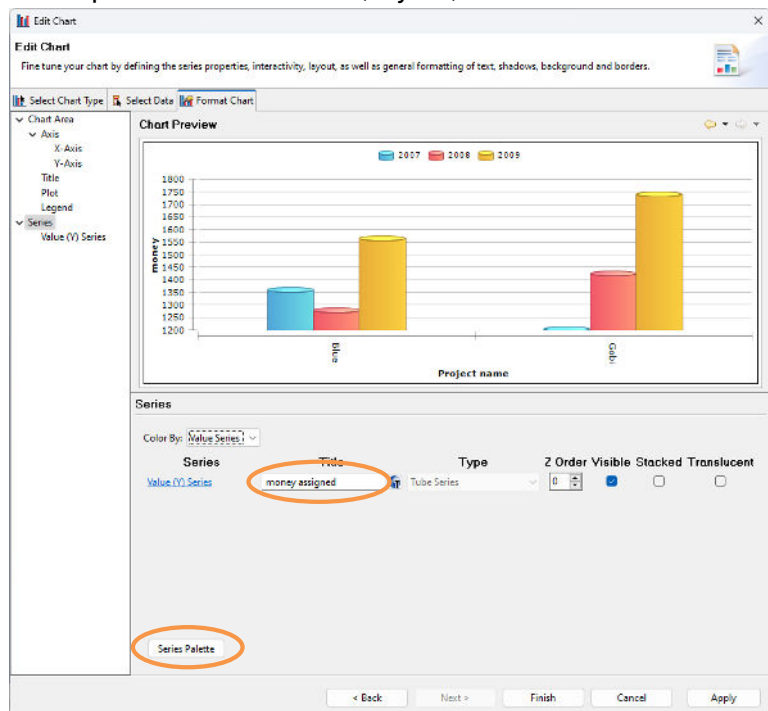 Edit Chart
Edit Chart
Fine tune your chart by defining the series properties, interactivity, layout, as well as general formatting of text, shadows, background and borders.
Select Chart Type Select Data Format Chart
Chart Area
Axis
X-Axis
Y-Axis
Title
Plot
Legend
Series
Value (Y) Series
Chart Preview
2007 2008 2009
1800
1750
1700
1650
1600
1550
1500
1450
1400
1350
1300
1250
1200
money
Blue
Gobi
Project name
Series
Color By: Value Series
Series Title Type Z Order Visible Stacked Translucent
Value (Y) Series money assigned Tube Series 0
Series Palette
< Back Next > Finish Cancel Apply